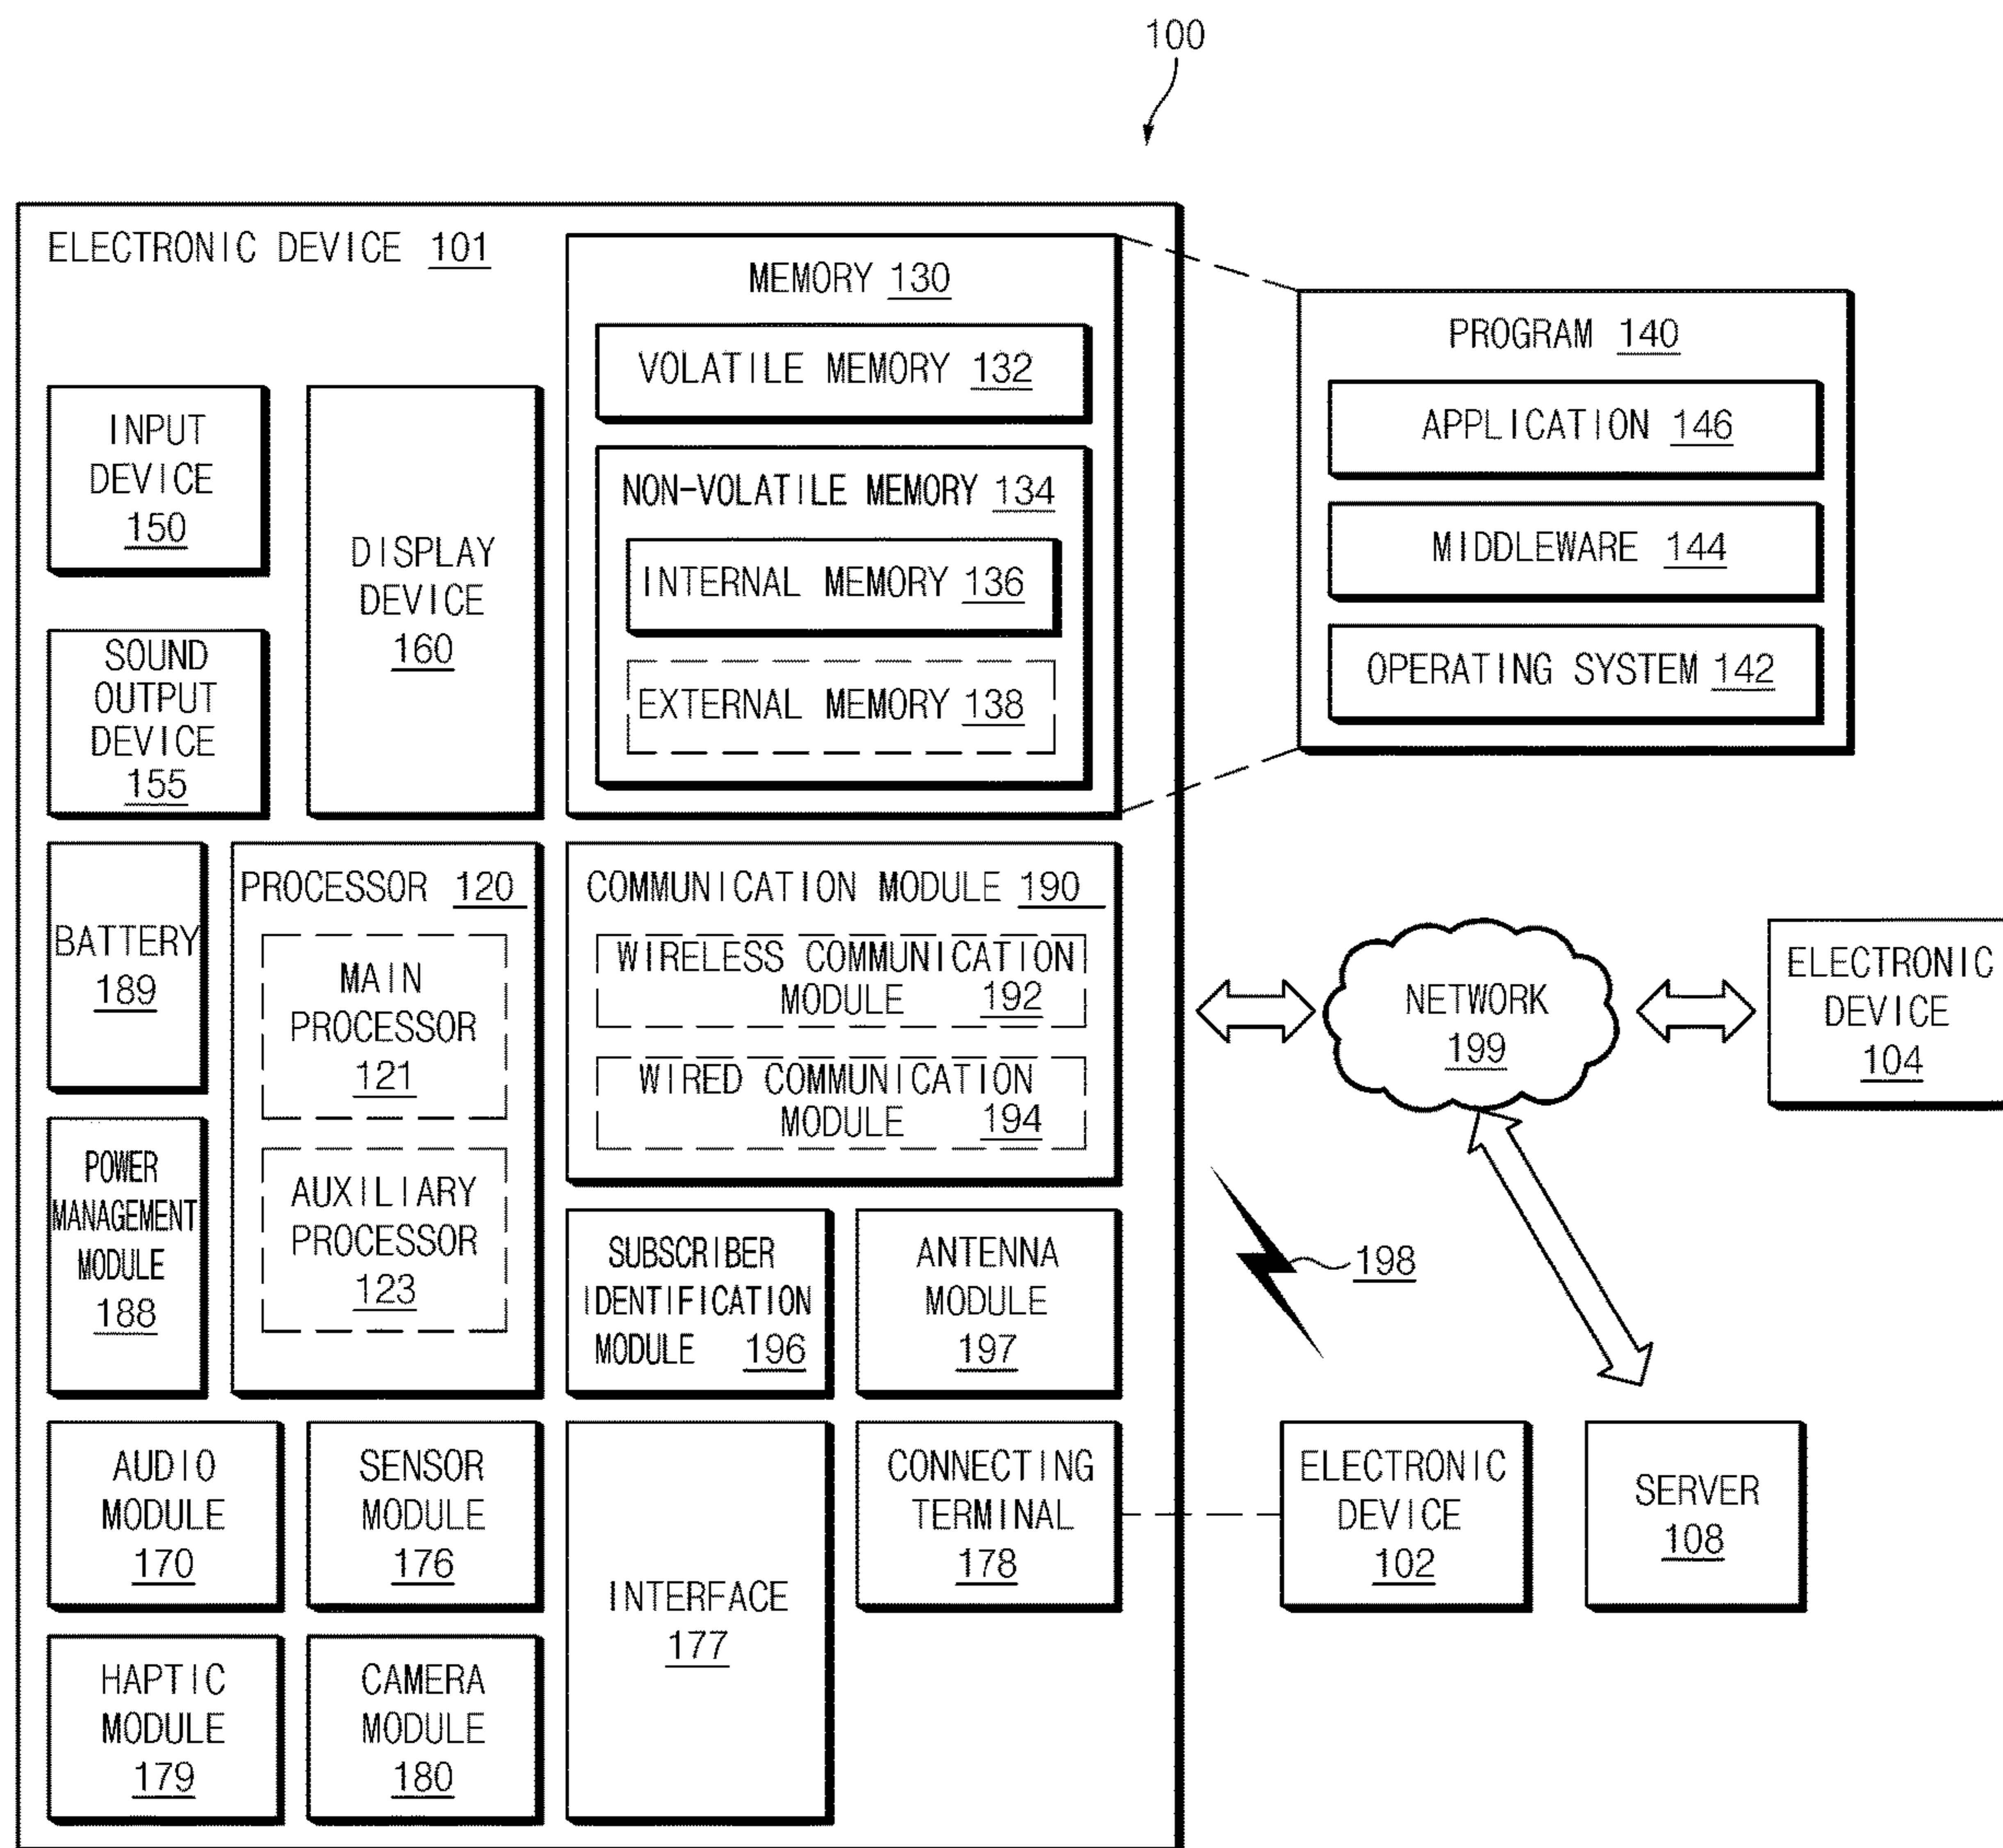 100
ELECTRONIC DEVICE 101
MEMORY 130
VOLATILE MEMORY 132
NON-VOLATILE MEMORY 134
INTERNAL MEMORY 136
EXTERNAL MEMORY 138
PROGRAM 140
APPLICATION 146
MIDDLEWARE 144
OPERATING SYSTEM 142
INPUT
DEVICE
150
DISPLAY
DEVICE
160
SOUND
OUTPUT
DEVICE
155
BATTERY
189
PROCESSOR 120
MAIN
PROCESSOR
121
AUXILIARY
PROCESSOR
123
COMMUNICATION MODULE 190
WIRELESS COMMUNICATION
MODULE 192
WIRED COMMUNICATION
MODULE 194
NETWORK
199
ELECTRONIC
DEVICE
104
POWER
MANAGEMENT
MODULE
188
SUBSCRIBER
IDENTIFICATION
MODULE 196
ANTENNA
MODULE
197
198
AUDIO
MODULE
170
SENSOR
MODULE
176
INTERFACE
177
CONNECTING
TERMINAL
178
ELECTRONIC
DEVICE
102
SERVER
108
HAPTIC
MODULE
179
CAMERA
MODULE
180